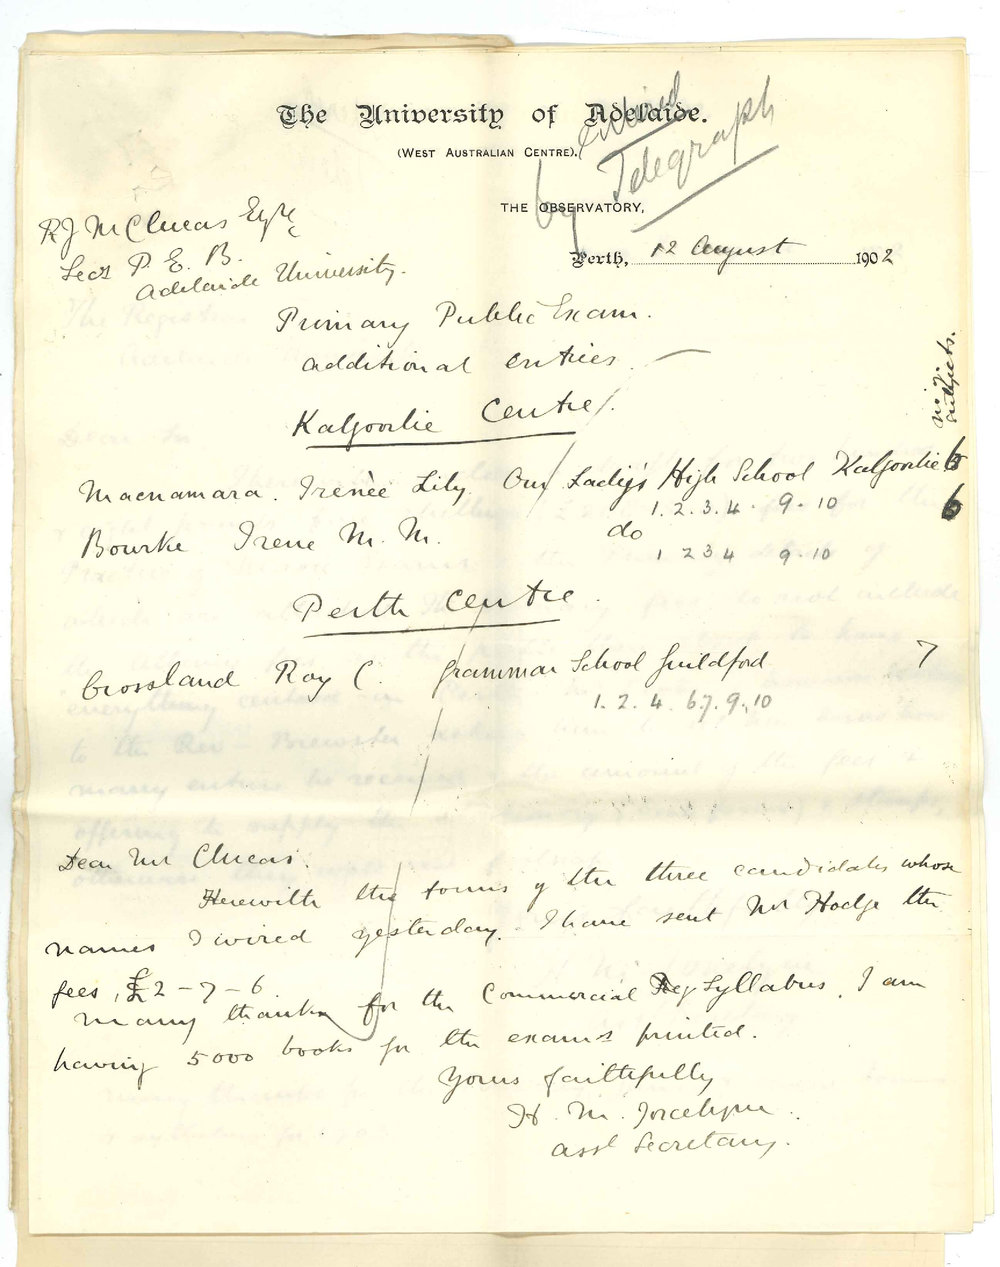 The University of Adelaide.
(West Australian Centre).
by Telegraph
THE OBSERVATORY,
Perth, 12 August 1902
R J M Clucas Esqre
Secy P. E. B.
Adelaide University.
Primary Public Exam.
additional entries. —
no. of subjects.
Kalgoorlie Centre.
Macnamara. Irenèe Lily. Our Lady's High School Kalgoorlie 6
1. 2. 3. 4. 9. 10
Bourke Irene M. M. do 6
1 2 3 4 9. 10
Perth Centre.
Crossland Roy C. Grammar School Guildford 7
1. 2. 4. 6. 7. 9. 10
Dear Mr Clucas.
Herewith the forms of the three candidates whose
names I wired yesterday. I have sent Mr Hodge the
fees, £2-7-6
Many thanks for the Commercial Syllabus. I am
having 5000 books for the exams printed.
Yours faithfully
H. M. Jocelyne.
asst Secretary.